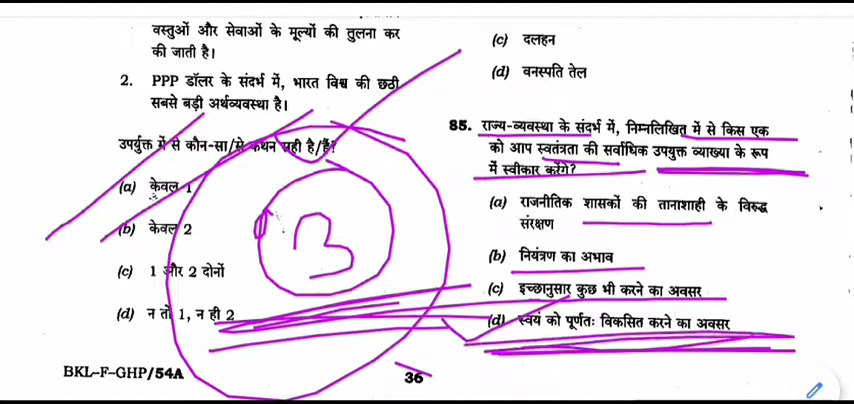 वस्तुओं और सेवाओं के मूल्यों की तुलना कर
की जाती है।
2. PPP डॉलर के संदर्भ में, भारत विश्व की छठी
सबसे बड़ी अर्थव्यवस्था है।
उपर्युक्त में से कौन-सा/से कथन सही है/हैं?
(a) केवल 1
(b) केवल 2
(c) 1 और 2 दोनों
(d) न तो 1, न ही 2
3
BKL-F-GHP/54A
36
(c) दलहन
(d) वनस्पति तेल
85. राज्य-व्यवस्था के संदर्भ में, निम्नलिखित में से किस एक
को आप स्वतंत्रता की सर्वाधिक उपयुक्त व्याख्या के रूप
में स्वीकार करेंगे?
(a) राजनीतिक शासकों की तानाशाही के विरुद्ध
संरक्षण
(b) नियंत्रण का अभाव
(c) इच्छानुसार कुछ भी करने का अवसर
(d) स्वयं को पूर्णतः विकसित करने का अवसर